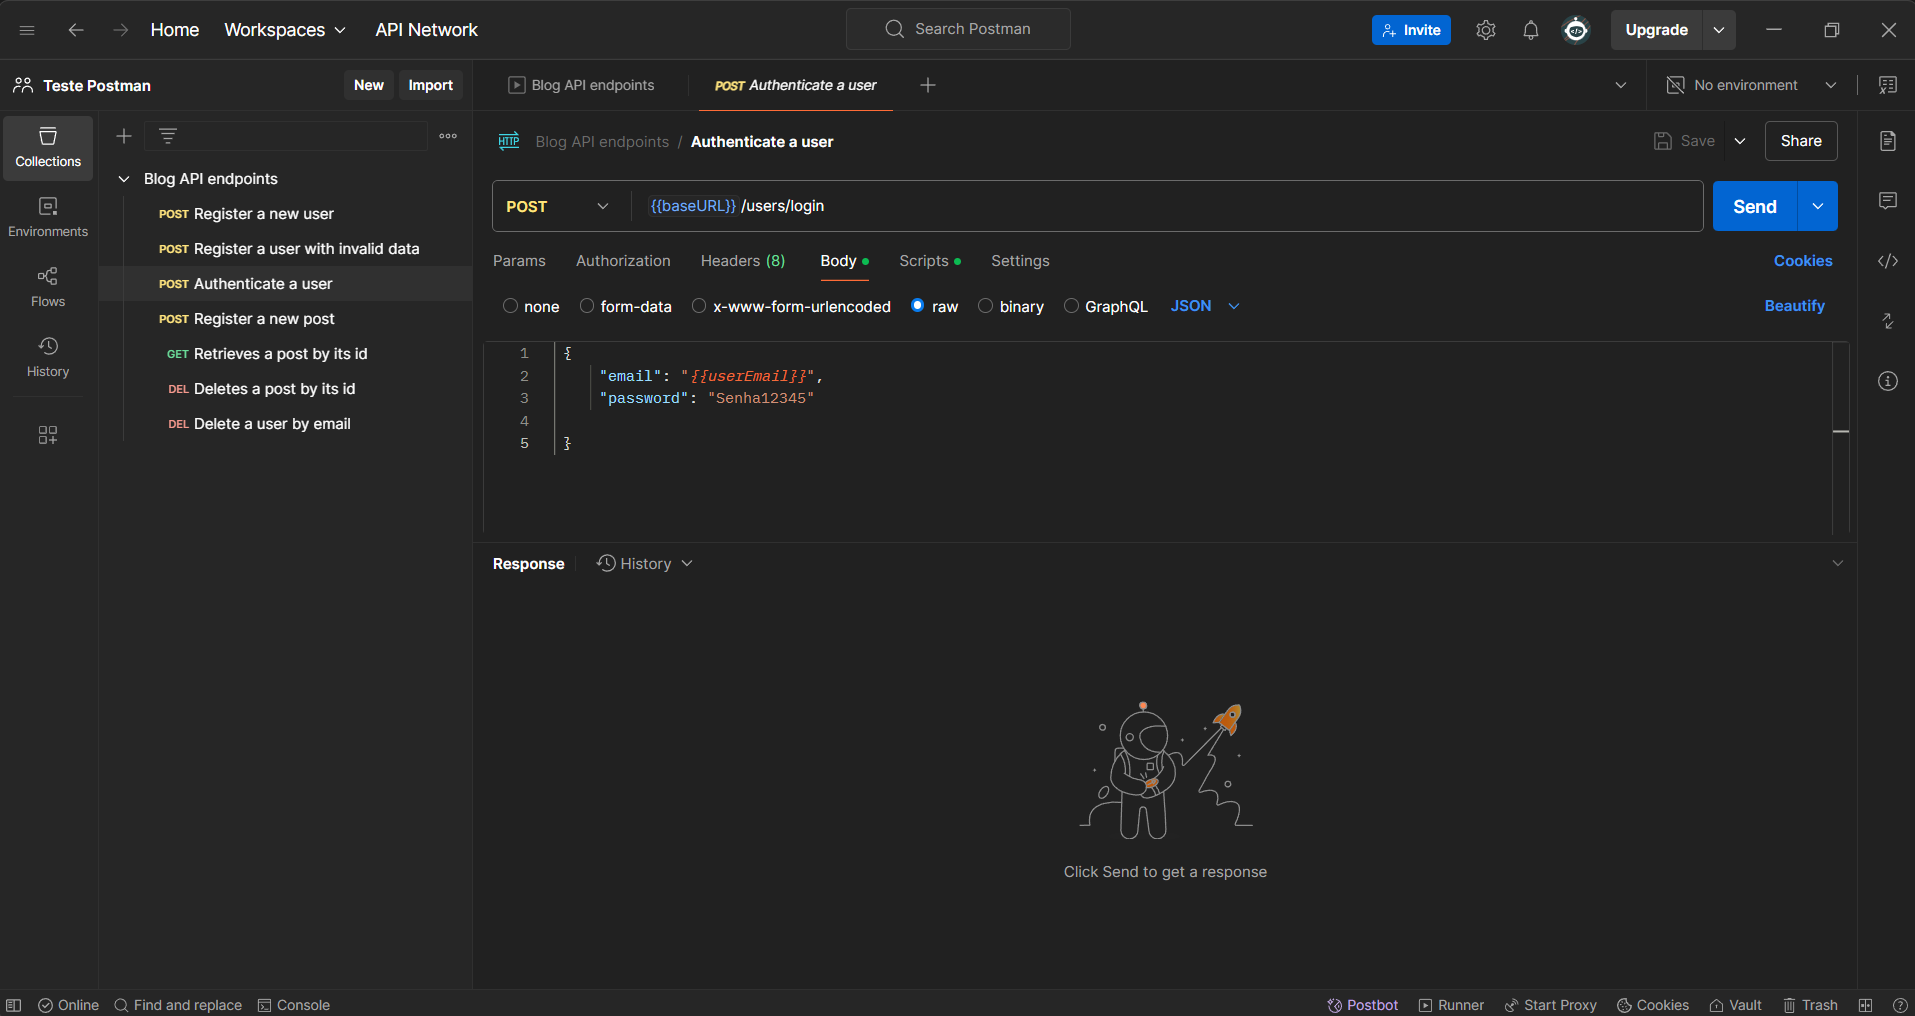 Home Workspaces API Network Search Postman Invite Upgrade
Teste Postman New Import Blog API endpoints POST Authenticate a user No environment
Collections
Environments
Flows
History
Blog API endpoints
POST Register a new user
POST Register a user with invalid data
POST Authenticate a user
POST Register a new post
GET Retrieves a post by its id
DEL Deletes a post by its id
DEL Delete a user by email
HTTP Blog API endpoints / Authenticate a user Save Share
POST {{baseURL}} /users/login Send
Params Authorization Headers (8) Body Scripts Settings Cookies
none form-data x-www-form-urlencoded raw binary GraphQL JSON Beautify
1 {
2 "email": "{{userEmail}}",
3 "password": "Senha12345"
4
5 }
Response History
Click Send to get a response
Online Find and replace Console Postbot Runner Start Proxy Cookies Vault Trash